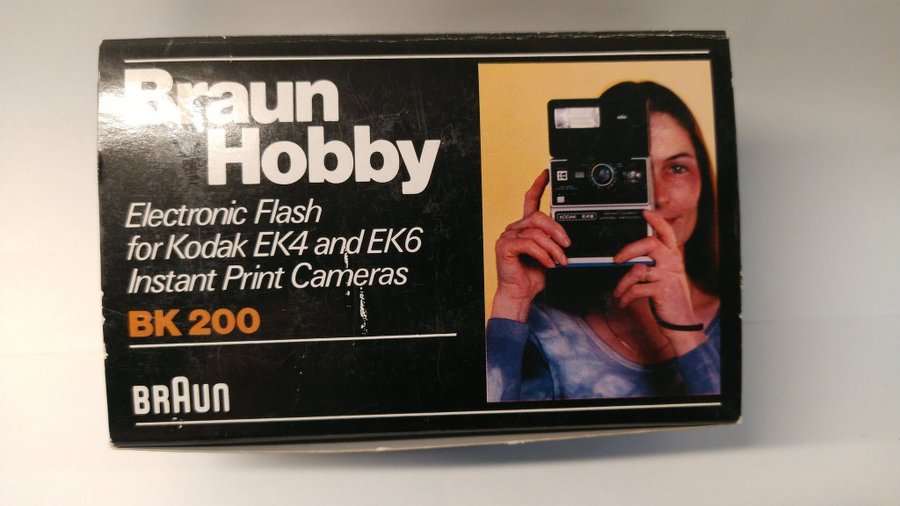 Braun
Hobby
Electronic Flash
for Kodak EK4 and EK6
Instant Print Cameras
BK 200
BRAUN
KODAK EK6